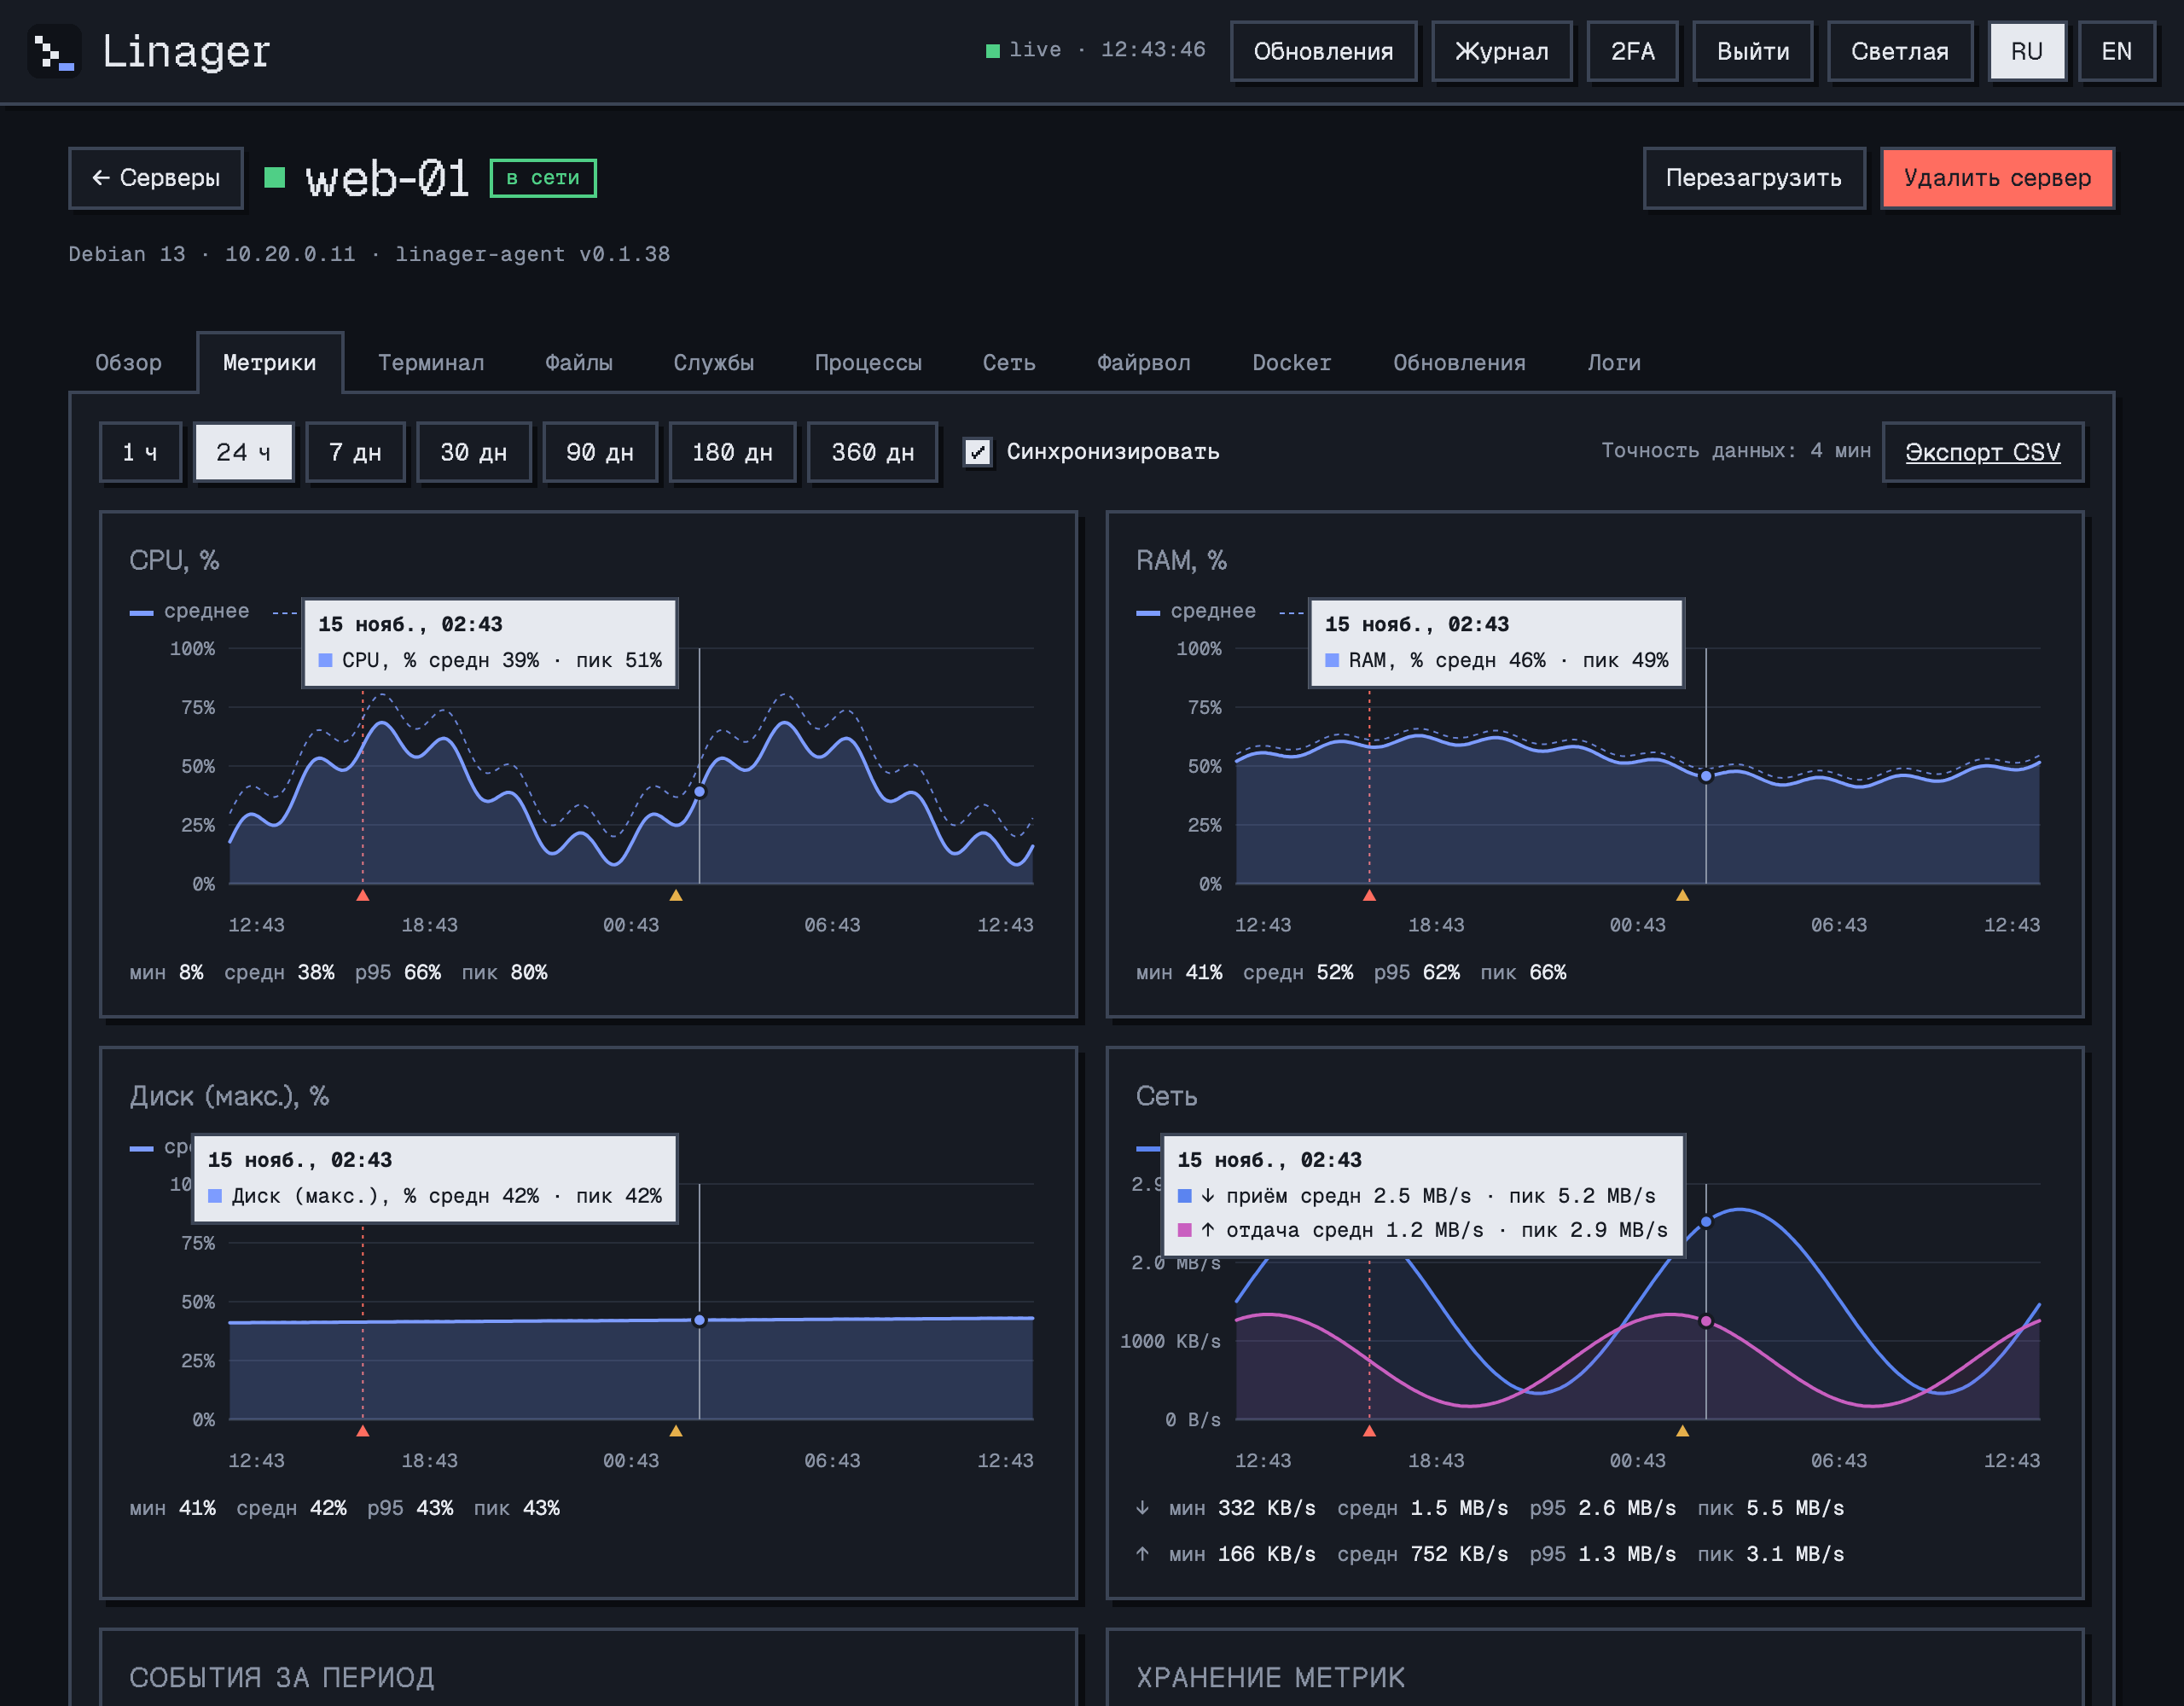 Linager
live · 12:43:46
Обновления
Журнал
2FA
Выйти
Светлая
RU
EN
← Серверы
web-01
в сети
Перезагрузить
Удалить сервер
Debian 13 · 10.20.0.11 · linager-agent v0.1.38
Обзор
Метрики
Терминал
Файлы
Службы
Процессы
Сеть
Файрвол
Docker
Обновления
Логи
1 ч
24 ч
7 дн
30 дн
90 дн
180 дн
360 дн
Синхронизировать
Точность данных: 4 мин
Экспорт CSV
CPU, %
среднее
15 нояб., 02:43
CPU, % средн 39% · пик 51%
100%
75%
50%
25%
0%
12:43
18:43
00:43
06:43
12:43
мин 8% средн 38% p95 66% пик 80%
RAM, %
среднее
15 нояб., 02:43
RAM, % средн 46% · пик 49%
100%
75%
50%
25%
0%
12:43
18:43
00:43
06:43
12:43
мин 41% средн 52% p95 62% пик 66%
Диск (макс.), %
15 нояб., 02:43
Диск (макс.), % средн 42% · пик 42%
75%
50%
25%
0%
12:43
18:43
00:43
06:43
12:43
мин 41% средн 42% p95 43% пик 43%
Сеть
15 нояб., 02:43
↓ приём средн 2.5 MB/s · пик 5.2 MB/s
↑ отдача средн 1.2 MB/s · пик 2.9 MB/s
2.0 MB/s
1000 KB/s
0 B/s
12:43
18:43
00:43
06:43
12:43
↓ мин 332 KB/s средн 1.5 MB/s p95 2.6 MB/s пик 5.5 MB/s
↑ мин 166 KB/s средн 752 KB/s p95 1.3 MB/s пик 3.1 MB/s
СОБЫТИЯ ЗА ПЕРИОД
ХРАНЕНИЕ МЕТРИК